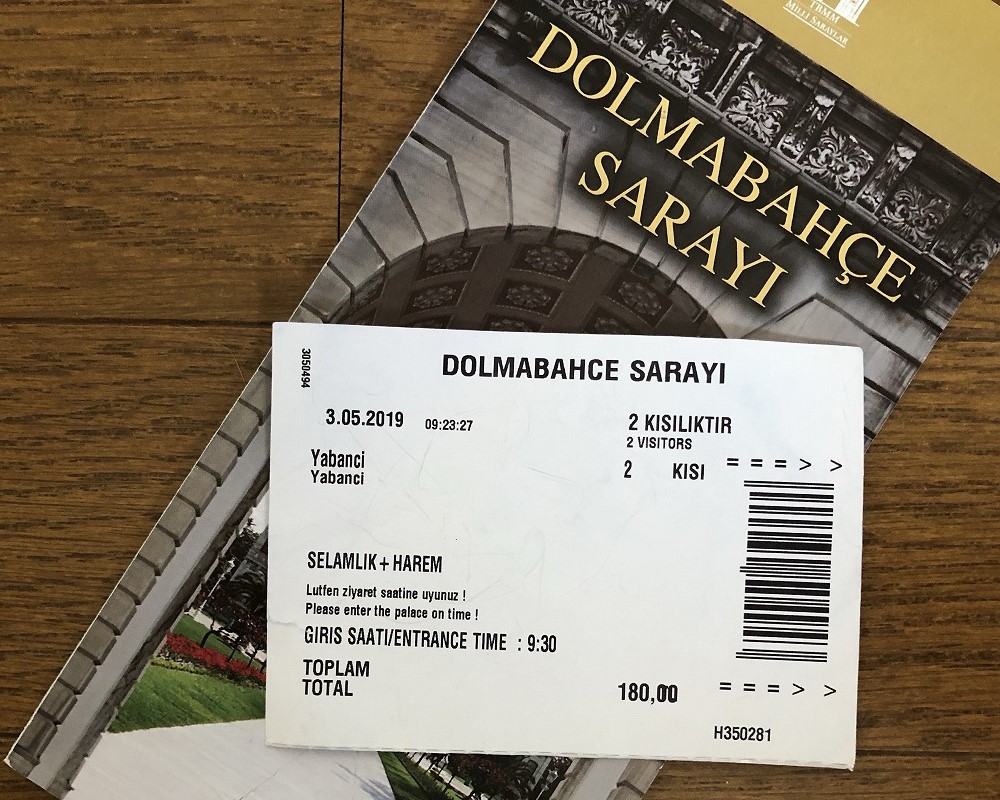 TBMM
MİLLİ SARAYLAR
DOLMABAHÇE
SARAYI
3050494
DOLMABAHCE SARAYI
3.05.2019 09:23:27
2 KISILIKTIR
2 VISITORS
Yabanci
Yabanci
2 KISI
= = = > >
SELAMLIK + HAREM
Lutfen ziyaret saatine uyunuz !
Please enter the palace on time !
GIRIS SAATI/ENTRANCE TIME : 9:30
TOPLAM
TOTAL
180,00
= = = > >
H350281